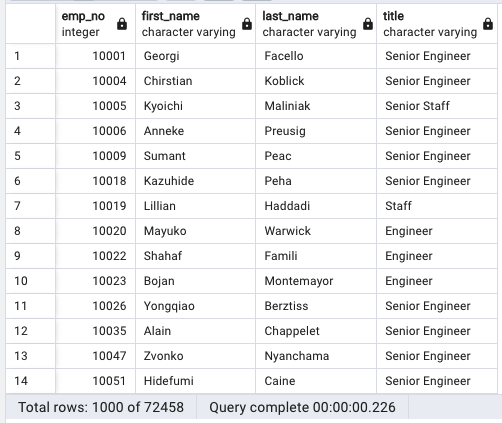 emp_no first_name last_name title
integer character varying character varying character varying
1 10001 Georgi Facello Senior Engineer
2 10004 Chirstian Koblick Senior Engineer
3 10005 Kyoichi Maliniak Senior Staff
4 10006 Anneke Preusig Senior Engineer
5 10009 Sumant Peac Senior Engineer
6 10018 Kazuhide Peha Senior Engineer
7 10019 Lillian Haddadi Staff
8 10020 Mayuko Warwick Engineer
9 10022 Shahaf Famili Engineer
10 10023 Bojan Montemayor Engineer
11 10026 Yongqiao Berztiss Senior Engineer
12 10035 Alain Chappelet Senior Engineer
13 10047 Zvonko Nyanchama Senior Engineer
14 10051 Hidefumi Caine Senior Engineer
Total rows: 1000 of 72458 Query complete 00:00:00.226